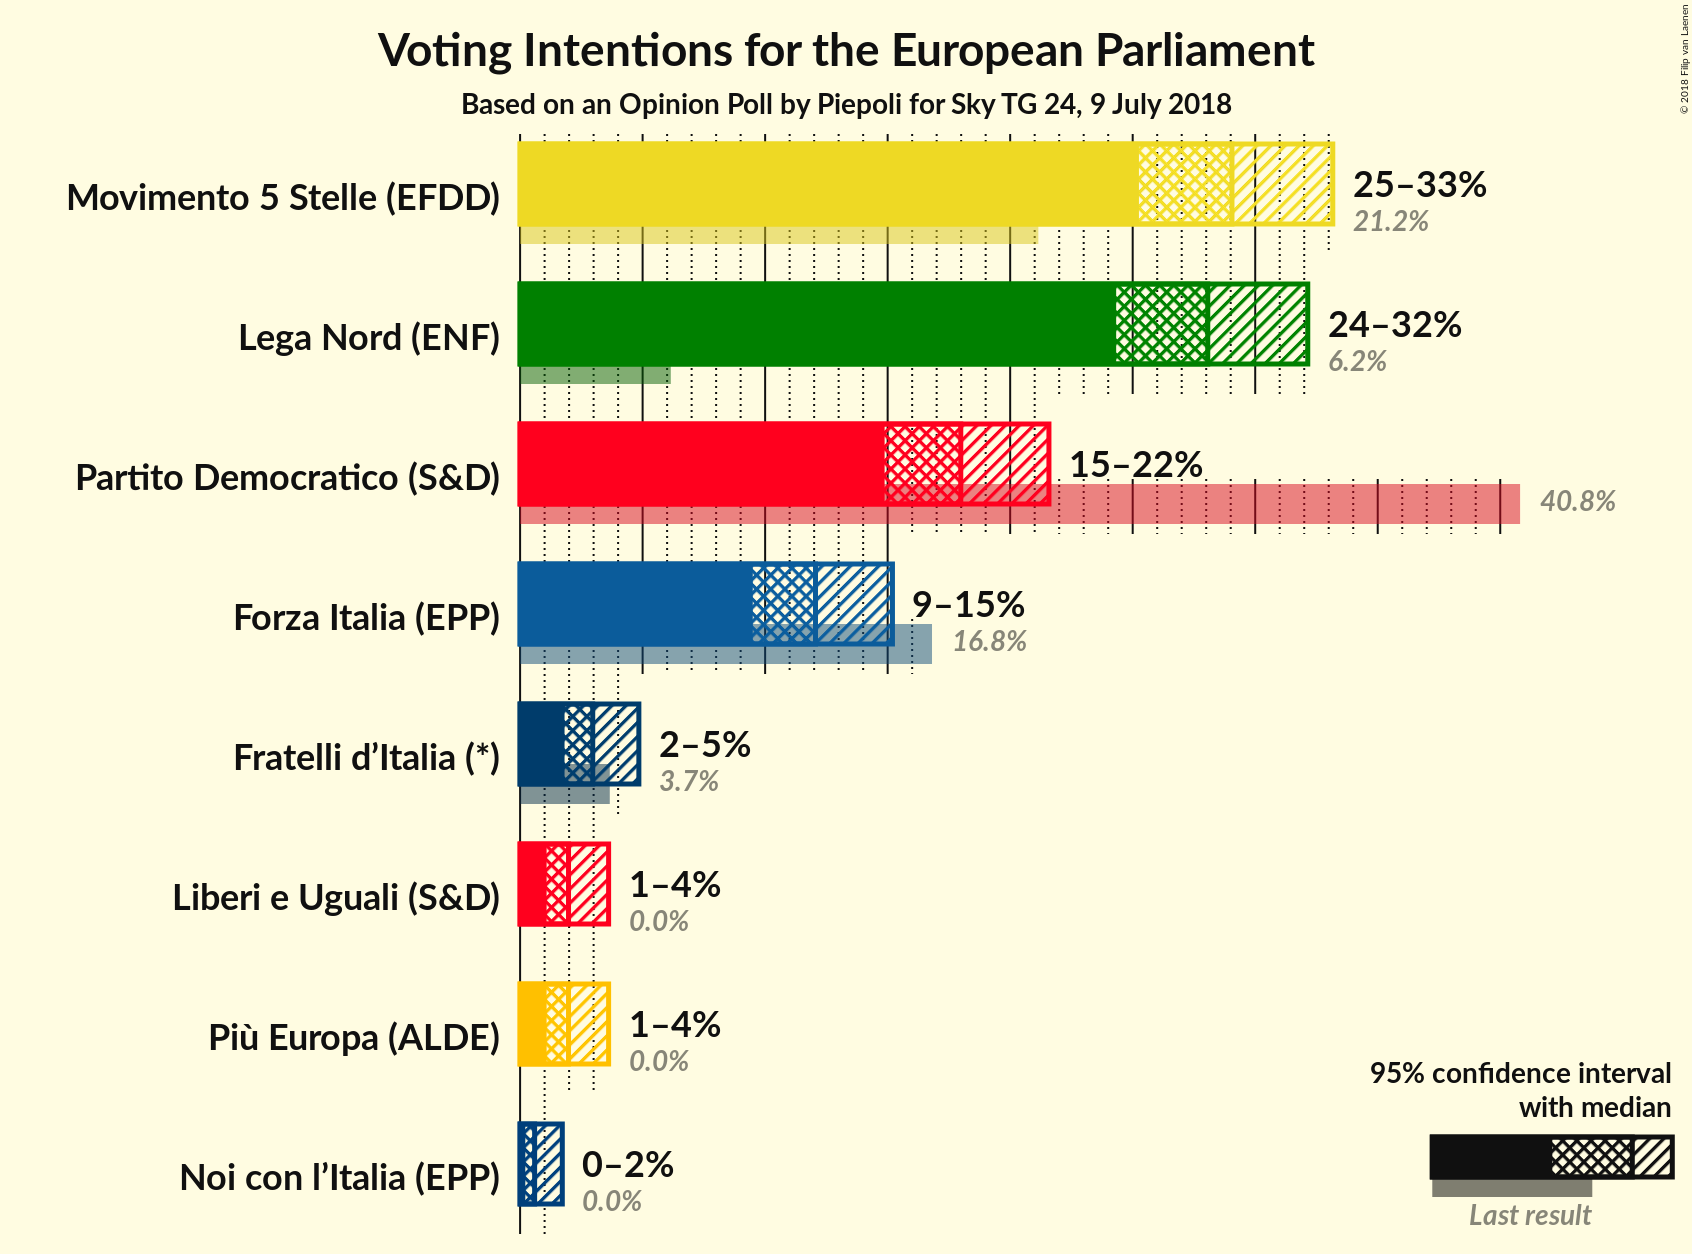 Voting Intentions for the European Parliament
Based on an Opinion Poll by Piepoli for Sky TG 24, 9 July 2018
© 2018 Filip van Laenen
Movimento 5 Stelle (EFDD)
25–33%
21.2%
Lega Nord (ENF)
24–32%
6.2%
Partito Democratico (S&D)
15–22%
40.8%
Forza Italia (EPP)
9–15%
16.8%
Fratelli d’Italia (*)
2–5%
3.7%
Liberi e Uguali (S&D)
1–4%
0.0%
Più Europa (ALDE)
1–4%
0.0%
Noi con l’Italia (EPP)
0–2%
0.0%
95% confidence interval
with median
Last result